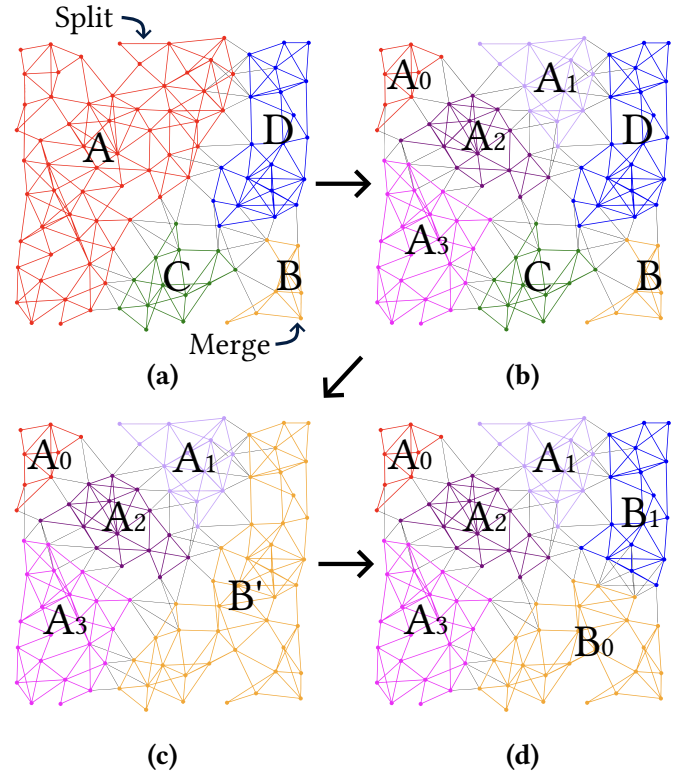 Split
A
D
C
B
Merge
(a)
A0
A1
A2
D
A3
C
B
(b)
A0
A1
A2
B'
A3
(c)
A0
A1
A2
B1
A3
B0
(d)